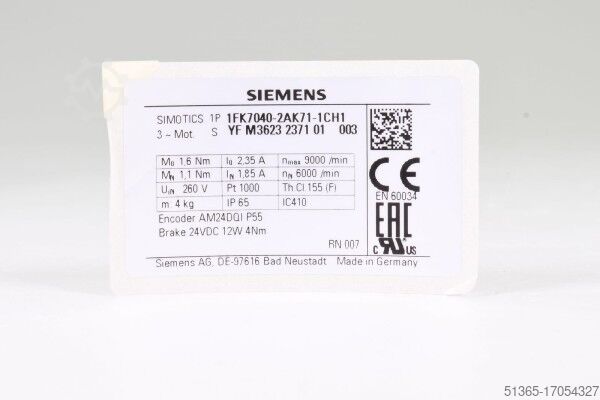 SIEMENS
SIMOTICS 1P 1FK7040-2AK71-1CH1
3 ~ Mot. S YF M3623 2371 01 003
M₀ 1,6 Nm I₀ 2,35 A nmax 9000 /min
MN 1,1 Nm IN 1,85 A nN 6000 /min
UIN 260 V Pt 1000 Th Cl 155 (F)
m. 4 kg IP 65 IC410
Encoder AM24DQI P55
Brake 24VDC 12W 4Nm
RN 007
CE
EN 60034
EAC
c UR US
Siemens AG, DE-97616 Bad Neustadt Made in Germany
51365-17054327